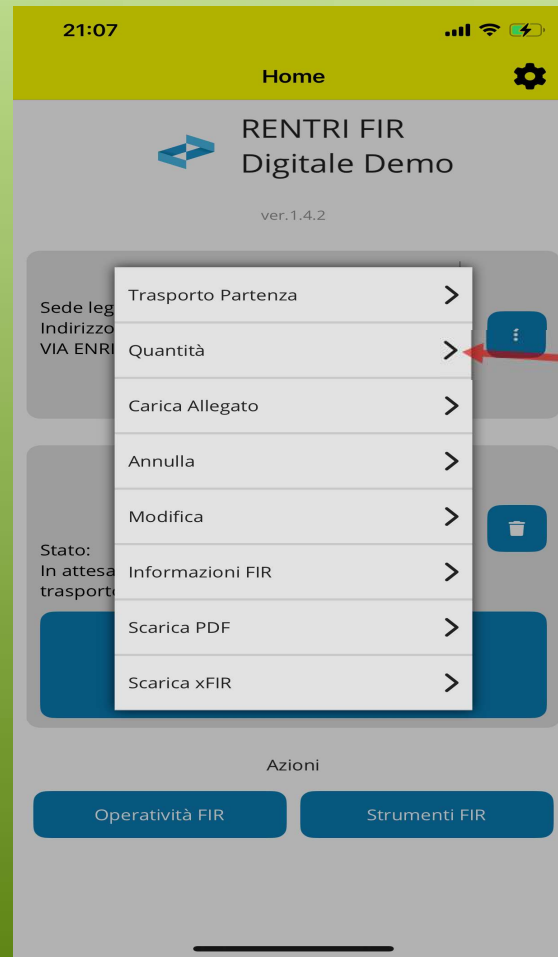 21:07
Home
RENTRI FIR
Digitale Demo
ver.1.4.2
Sede leg
Indirizzo
VIA ENRI
Trasporto Partenza
Quantità
Carica Allegato
Annulla
Modifica
Informazioni FIR
Scarica PDF
Scarica xFIR
Stato:
In attesa
trasporto
Azioni
Operatività FIR
Strumenti FIR